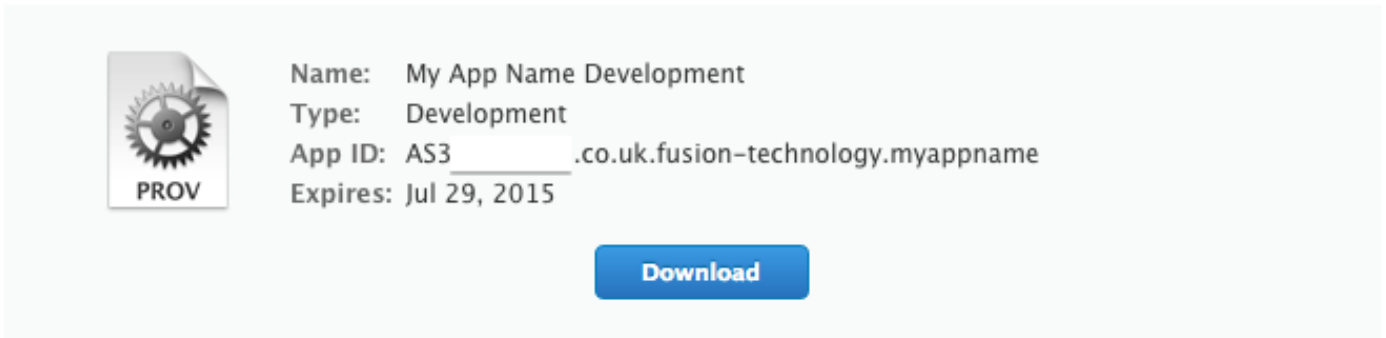 PROV
Name: My App Name Development
Type: Development
App ID: AS3 .co.uk.fusion-technology.myappname
Expires: Jul 29, 2015
Download